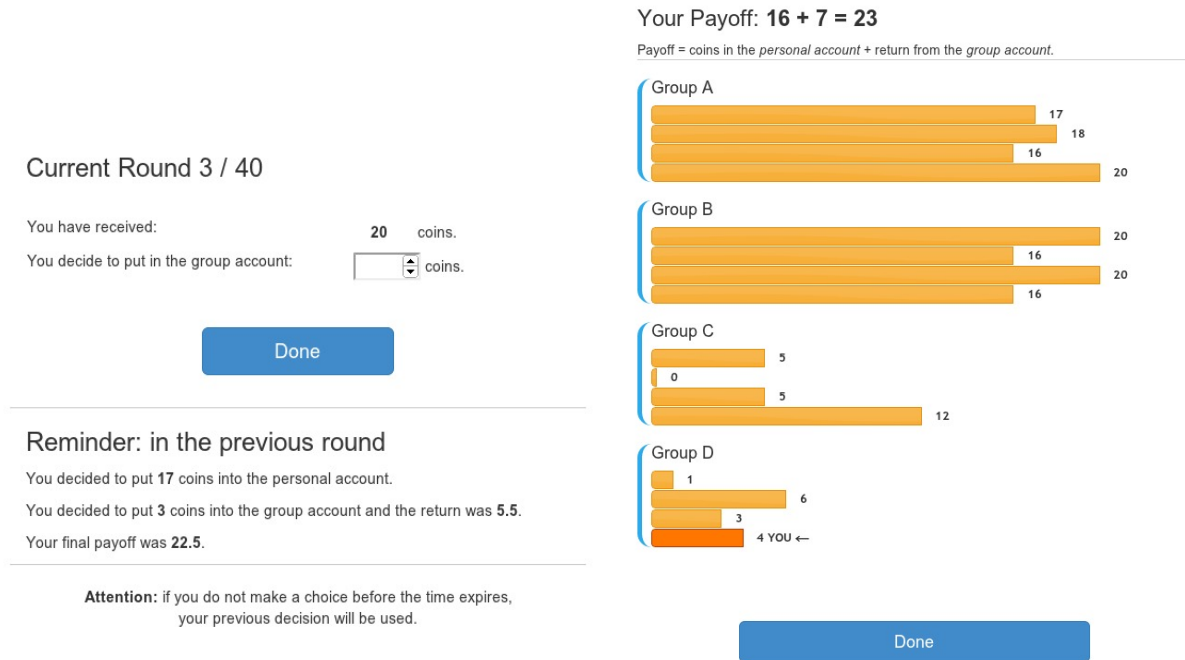 Current Round 3 / 40
You have received:
20 coins.
You decide to put in the group account:
coins.
Done
Reminder: in the previous round
You decided to put 17 coins into the personal account.
You decided to put 3 coins into the group account and the return was 5.5.
Your final payoff was 22.5.
Attention: if you do not make a choice before the time expires,
your previous decision will be used.
Your Payoff: 16 + 7 = 23
Payoff = coins in the personal account + return from the group account.
Group A
17
18
16
20
Group B
20
16
20
16
Group C
5
0
5
12
Group D
1
6
3
4 YOU ←
Done